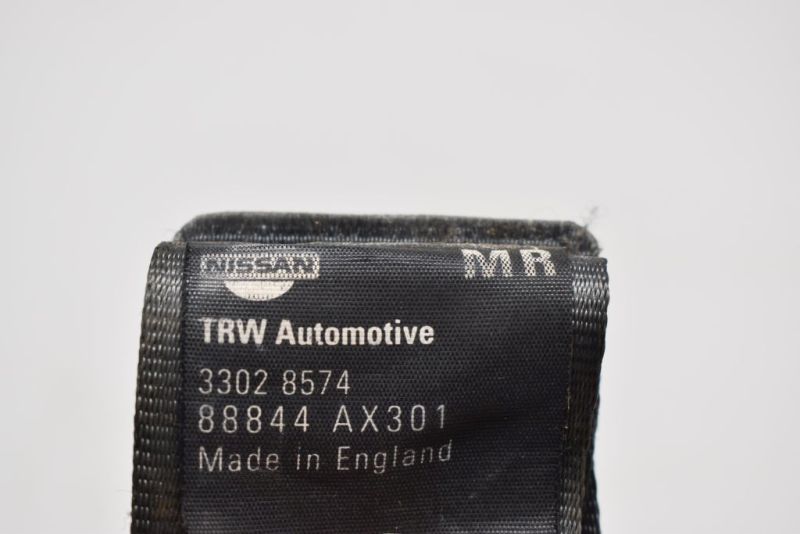 NISSAN MR
TRW Automotive
3302 8574
88844 AX301
Made in England